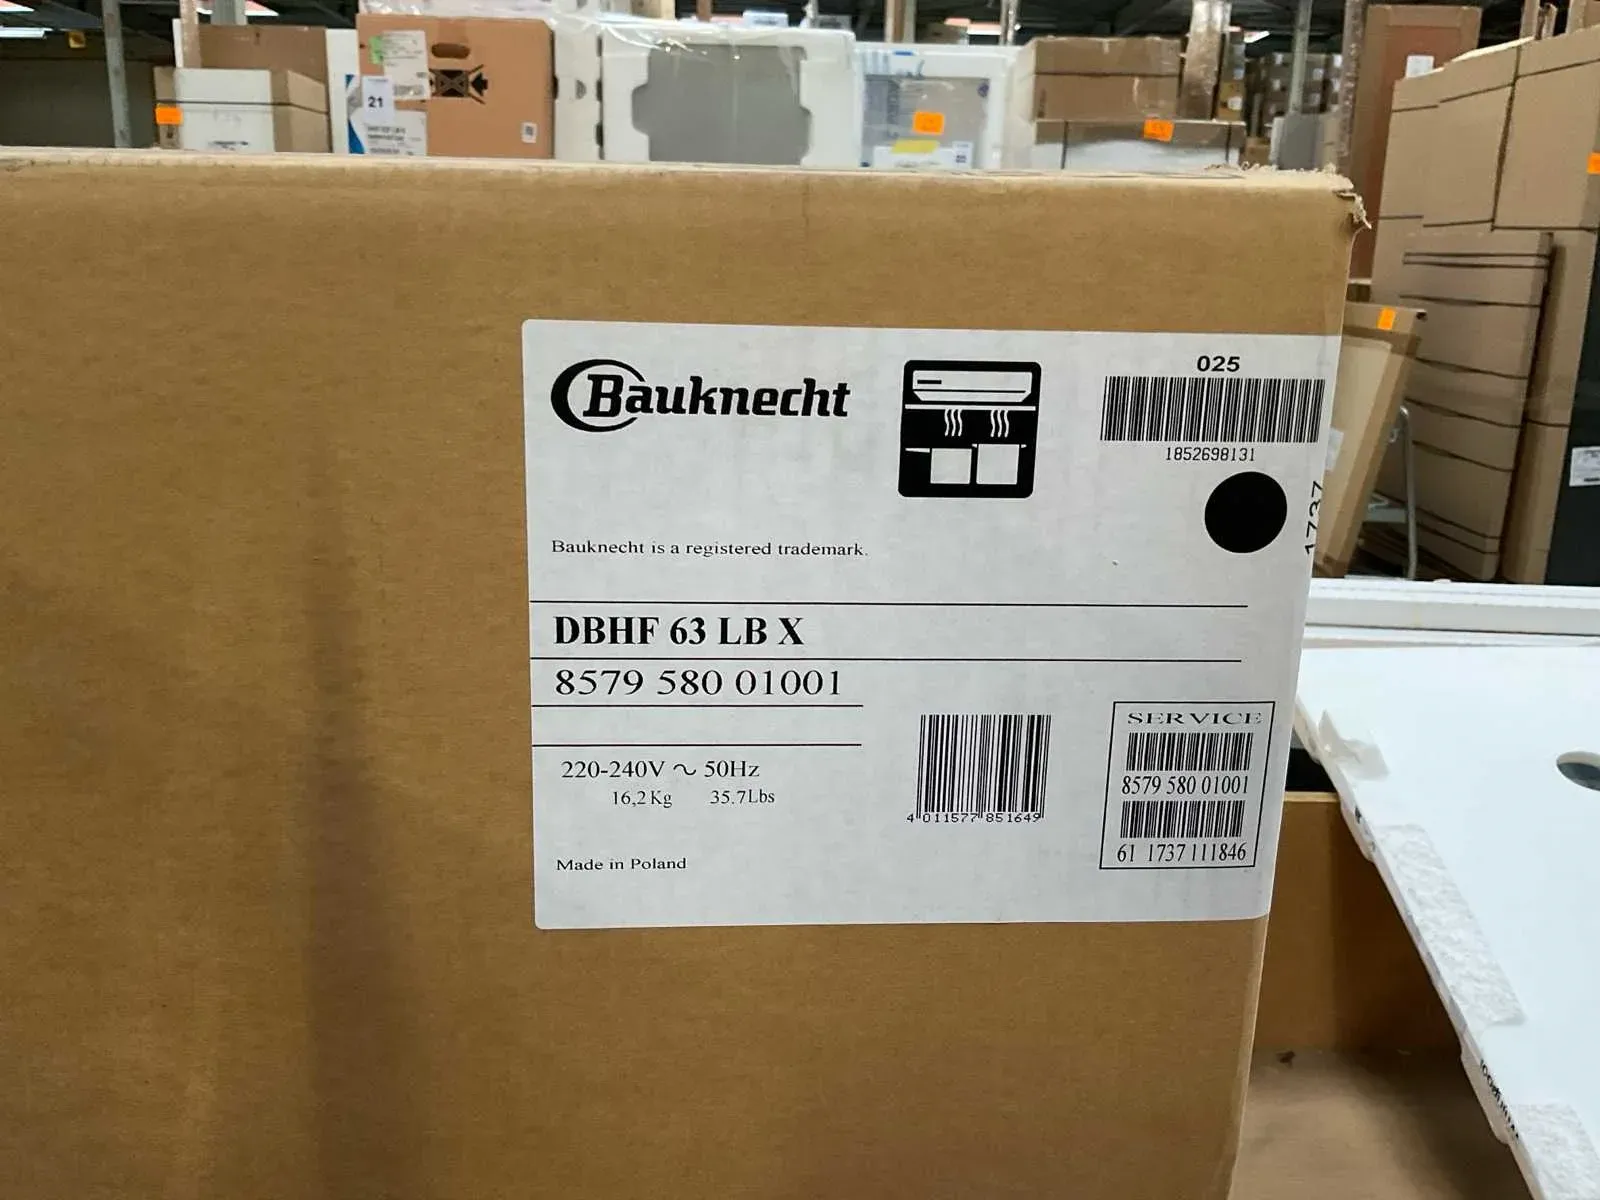 21
Bauknecht
025
1852698131
1737
Bauknecht is a registered trademark.
DBHF 63 LB X
8579 580 01001
220-240V ~ 50Hz
16,2 Kg 35.7Lbs
4 011577 851649
Made in Poland
SERVICE
8579 580 01001
61 1737 111846